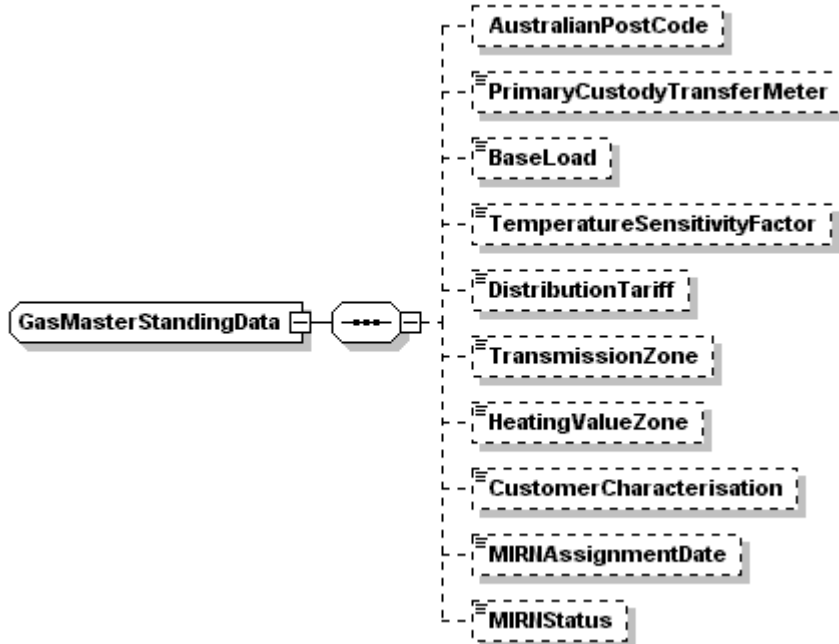 AustralianPostCode
PrimaryCustodyTransferMeter
BaseLoad
TemperatureSensitivityFactor
DistributionTariff
GasMasterStandingData
TransmissionZone
HeatingValueZone
CustomerCharacterisation
MIRNAssignmentDate
MIRNStatus